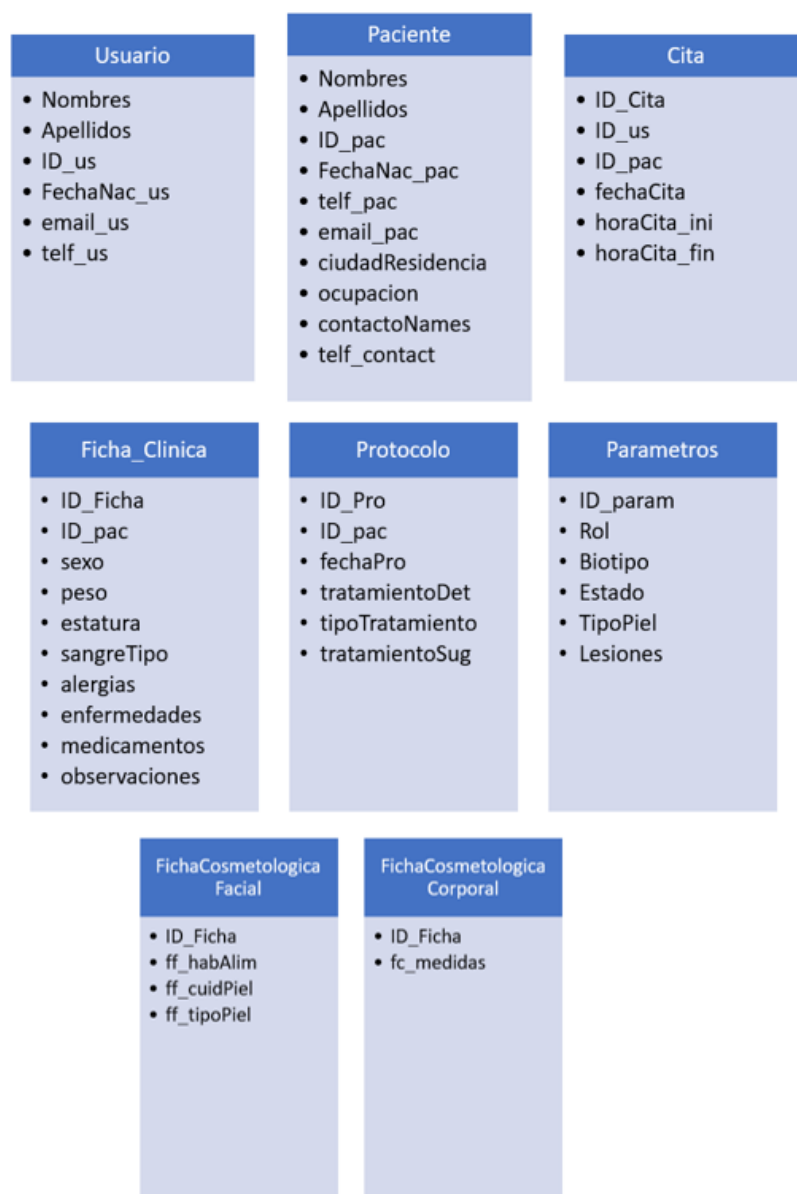 Usuario
• Nombres
• Apellidos
• ID_us
• FechaNac_us
• email_us
• telf_us
Paciente
• Nombres
• Apellidos
• ID_pac
• FechaNac_pac
• telf_pac
• email_pac
• ciudadResidencia
• ocupacion
• contactoNames
• telf_contact
Cita
• ID_Cita
• ID_us
• ID_pac
• fechaCita
• horaCita_ini
• horaCita_fin
Ficha_Clinica
• ID_Ficha
• ID_pac
• sexo
• peso
• estatura
• sangreTipo
• alergias
• enfermedades
• medicamentos
• observaciones
Protocolo
• ID_Pro
• ID_pac
• fechaPro
• tratamientoDet
• tipoTratamiento
• tratamientoSug
Parametros
• ID_param
• Rol
• Biotipo
• Estado
• TipoPiel
• Lesiones
FichaCosmetologica
Facial
• ID_Ficha
• ff_habAlim
• ff_cuidPiel
• ff_tipoPiel
FichaCosmetologica
Corporal
• ID_Ficha
• fc_medidas